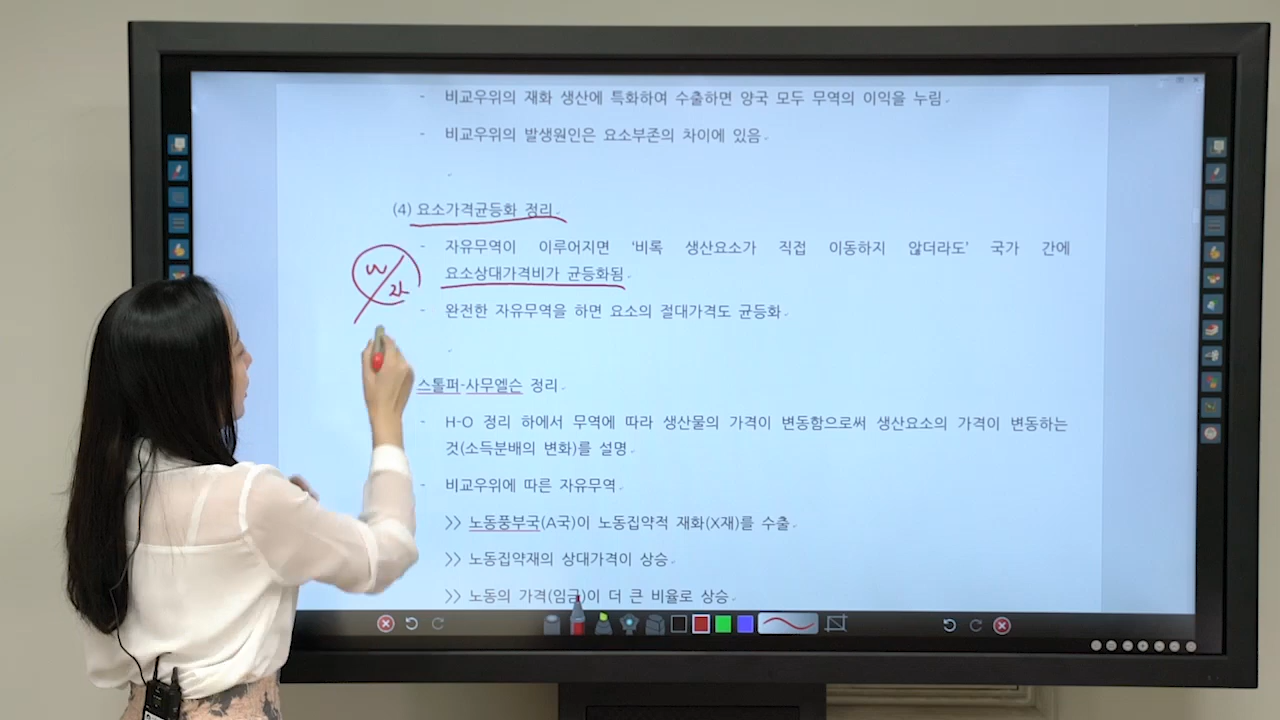 - 비교우위의 재화 생산에 특화하여 수출하면 양국 모두 무역의 이익을 누림
- 비교우위의 발생원인은 요소부존의 차이에 있음
(4) 요소가격균등화 정리
- 자유무역이 이루어지면 ‘비록 생산요소가 직접 이동하지 않더라도’ 국가 간에
요소상대가격비가 균등화됨
w
- 완전한 자유무역을 하면 요소의 절대가격도 균등화
스톨퍼-사무엘슨 정리
- H-O 정리 하에서 무역에 따라 생산물의 가격이 변동함으로써 생산요소의 가격이 변동하는
것(소득분배의 변화)를 설명
- 비교우위에 따른 자유무역
>> 노동풍부국(A국)이 노동집약적 재화(X재)를 수출
>> 노동집약재의 상대가격이 상승
>> 노동의 가격(임금)이 더 큰 비율로 상승